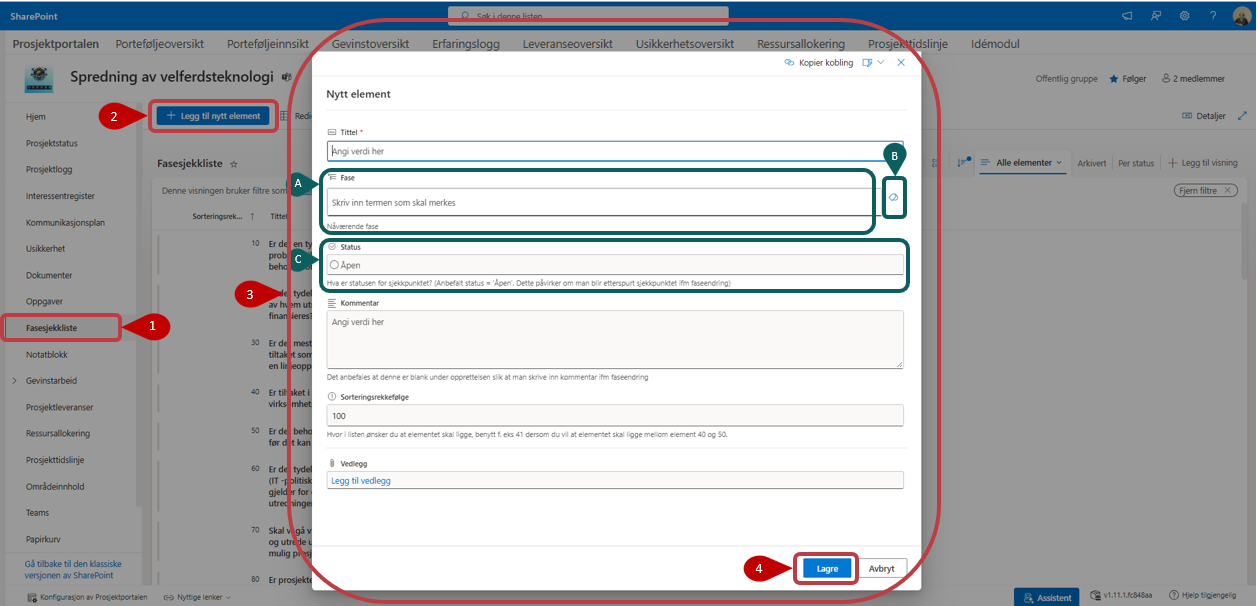 SharePoint
Søk i denne listen
Prosjektportalen Porteføljeoversikt Porteføljeinnsikt Gevinstoversikt Erfaringslogg Leveranseoversikt Usikkerhetsoversikt Ressursallokering Prosjekttidslinje Idémodul
Spredning av velferdsteknologi
Offentlig gruppe Følger 2 medlemmer
Hjem
Prosjektstatus
Prosjektlogg
Interessentregister
Kommunikasjonsplan
Usikkerhet
Dokumenter
Oppgaver
Fasesjekkliste
Notatblokk
Gevinstarbeid
Prosjektleveranser
Ressursallokering
Prosjekttidslinje
Områdeinnhold
Teams
Papirkurv
Gå tilbake til den klassiske
versjonen av SharePoint
1
2
Legg til nytt element
Redi
Detaljer
Fasesjekkliste
Alle elementer Arkivert Per status Legg til visning
Denne visningen bruker filtre som
Fjern filtre
Sorteringsrek... Tittel
10 Er det en ty
prob
beho
3
det tydel
av hvem ut
finansieres?
30 Er det mest
tiltaket som
en linjeopp
40 Er tiltaket i
virksomhet
50 Er det beho
før det kan
60 Er det tydel
(IT -politisk
gjelder for
utredninger
70 Skal vi gå v
og utrede u
mulig prosj
80 Er prosjekte
Kopier kobling
Nytt element
Tittel *
Angi verdi her
A
B
Fase
Skriv inn termen som skal merkes
Nåværende fase
C
Status
Åpen
Hva er statusen for sjekkpunktet? (Anbefalt status = 'Åpen'. Dette påvirker om man blir etterspurt sjekkpunktet ifm faseendring)
Kommentar
Angi verdi her
Det anbefales at denne er blank under opprettelsen slik at man skrive inn kommentar ifm faseendring
Sorteringsrekkefølge
100
Hvor i listen ønsker du at elementet skal ligge, benytt f. eks 41 dersom du vil at elementet skal ligge mellom element 40 og 50.
Vedlegg
Legg til vedlegg
4
Lagre
Avbryt
Konfigurasjon av Prosjektportalen Nyttige lenker
Assistent
v1.11.1.fc848aa
Hjelp tilgjengelig